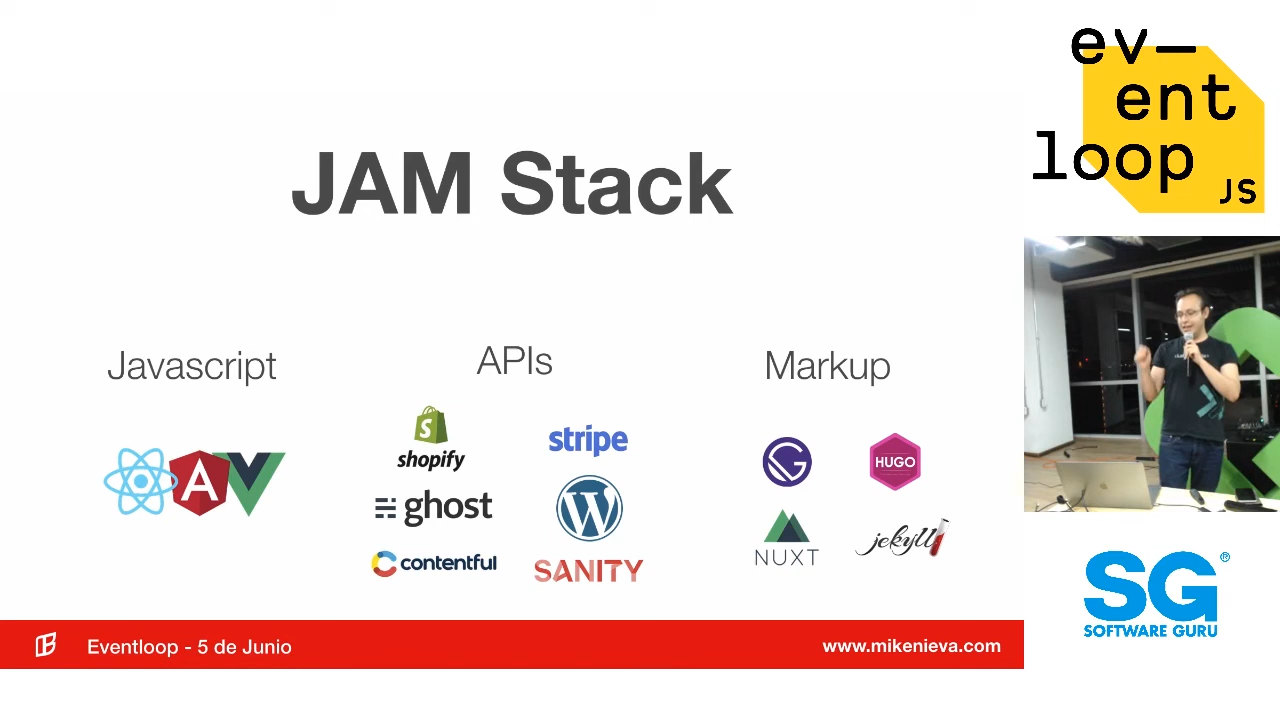 JAM Stack
Javascript
APIs
Markup
shopify
stripe
ghost
contentful
SANITY
HUGO
NUXT
jekyll
Eventloop - 5 de Junio
www.mikenieva.com
ev—
ent
loop
JS
SG®
SOFTWARE GURU